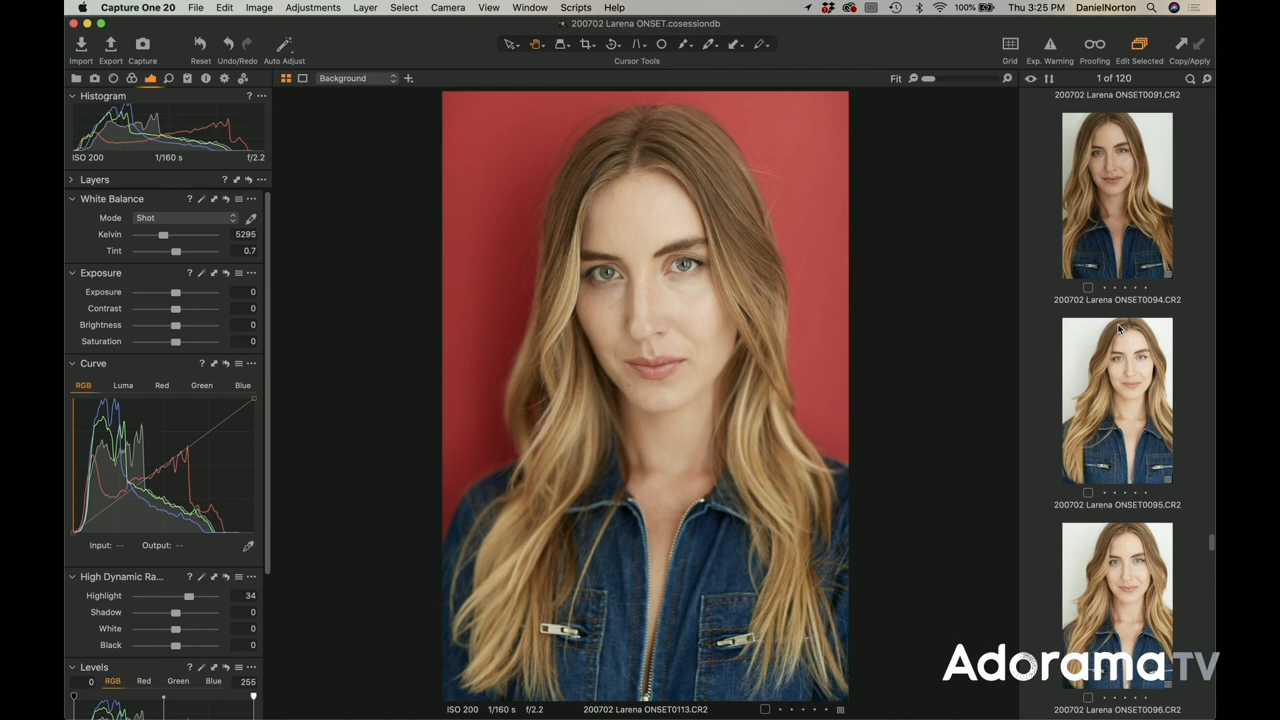 Capture One 20 File Edit Image Adjustments Layer Select Camera View Window Scripts Help 100% Thu 3:25 PM DanielNorton
200702 Larena ONSET.cosessiondb
Import Export Capture Reset Undo/Redo Auto Adjust Cursor Tools Grid Exp. Warning Proofing Edit Selected Copy/Apply
Background Fit 1 of 120
Histogram
ISO 200 1/160 s f/2.2
Layers
White Balance
Mode Shot
Kelvin 5295
Tint 0.7
Exposure
Exposure 0
Contrast 0
Brightness 0
Saturation 0
Curve
RGB Luma Red Green Blue
Input: -- Output: --
High Dynamic Ra...
Highlight 34
Shadow 0
White 0
Black 0
Levels
0 RGB Red Green Blue 255
ISO 200 1/160 s f/2.2 200702 Larena ONSET0113.CR2
200702 Larena ONSET0091.CR2
200702 Larena ONSET0094.CR2
200702 Larena ONSET0095.CR2
200702 Larena ONSET0096.CR2
Adorama TV